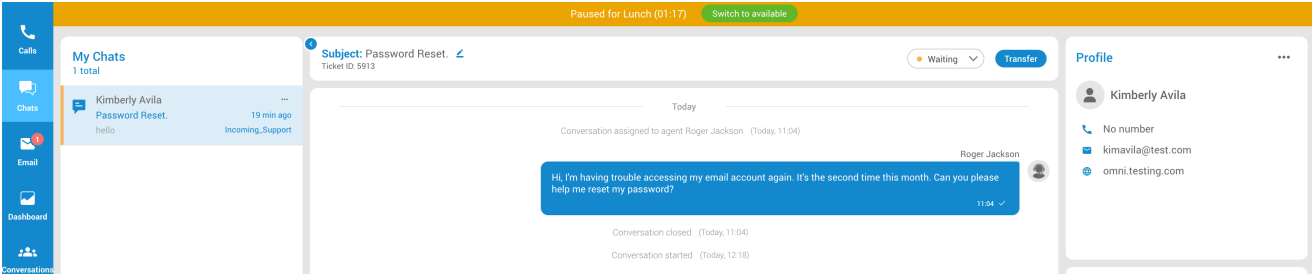 Paused for Lunch (01:17)
Switch to available
Calls
Chats
1
Email
Dashboard
Conversations
My Chats
1 total
Kimberly Avila
Password Reset.
19 min ago
hello
Incoming_Support
Subject: Password Reset.
Ticket ID: 5913
Waiting
Transfer
Today
Conversation assigned to agent Roger Jackson (Today, 11:04)
Roger Jackson
Hi, I'm having trouble accessing my email account again. It's the second time this month. Can you please
help me reset my password?
11:04
Conversation closed (Today, 11:04)
Conversation started (Today, 12:18)
Profile
Kimberly Avila
No number
kimavila@test.com
omni.testing.com